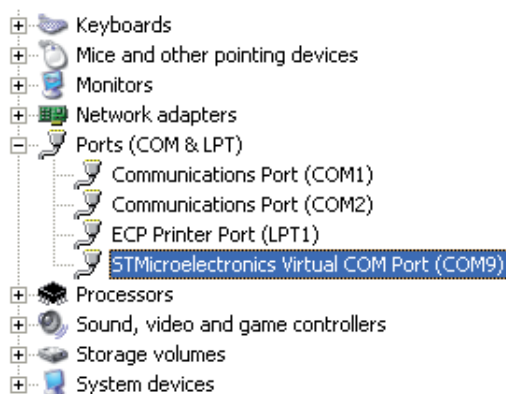 Keyboards
Mice and other pointing devices
Monitors
Network adapters
Ports (COM & LPT)
Communications Port (COM1)
Communications Port (COM2)
ECP Printer Port (LPT1)
STMicroelectronics Virtual COM Port (COM9)
Processors
Sound, video and game controllers
Storage volumes
System devices